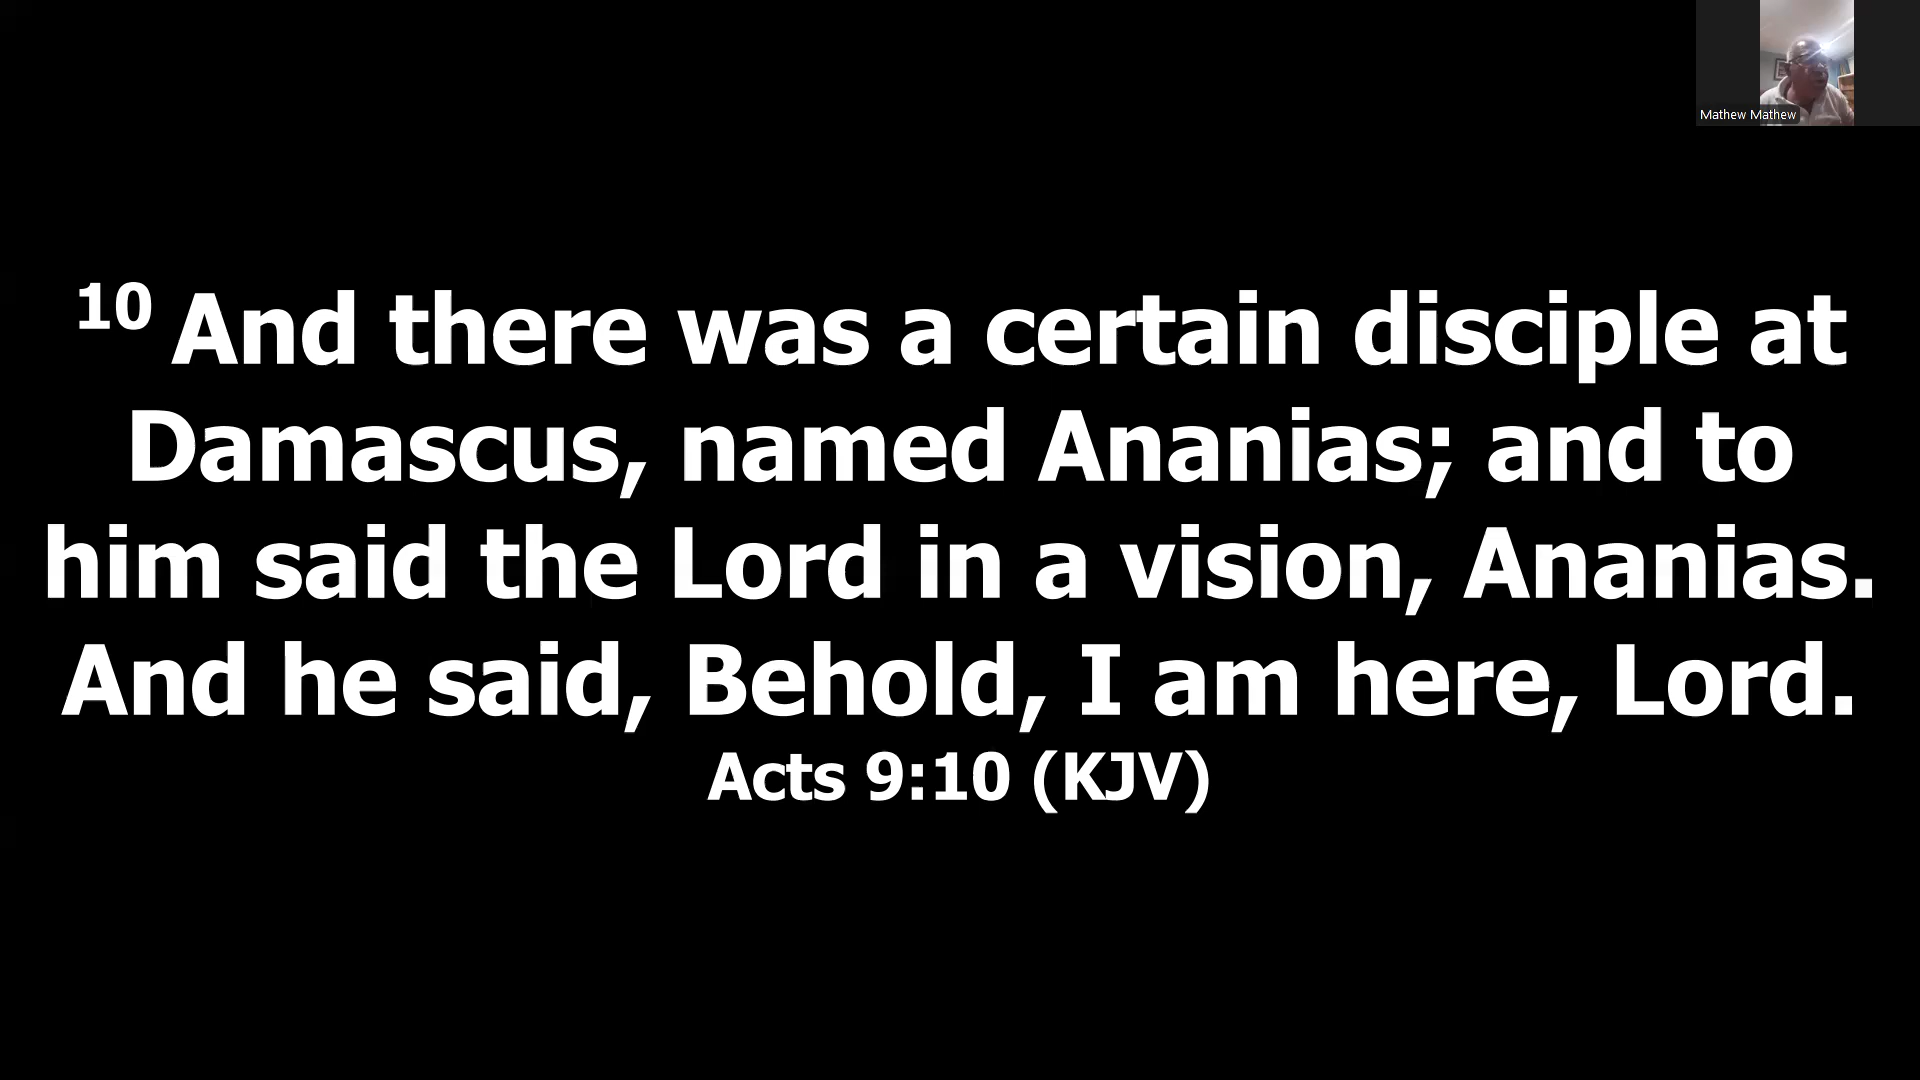 Mathew Mathew
10 And there was a certain disciple at
Damascus, named Ananias; and to
him said the Lord in a vision, Ananias.
And he said, Behold, I am here, Lord.
Acts 9:10 (KJV)